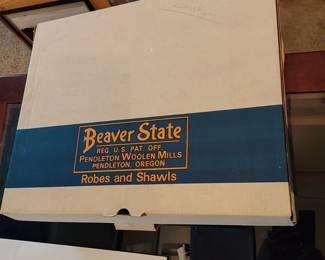 Beaver State
REG. U.S. PAT. OFF.
PENDLETON WOOLEN MILLS
PENDLETON, OREGON
Robes and Shawls